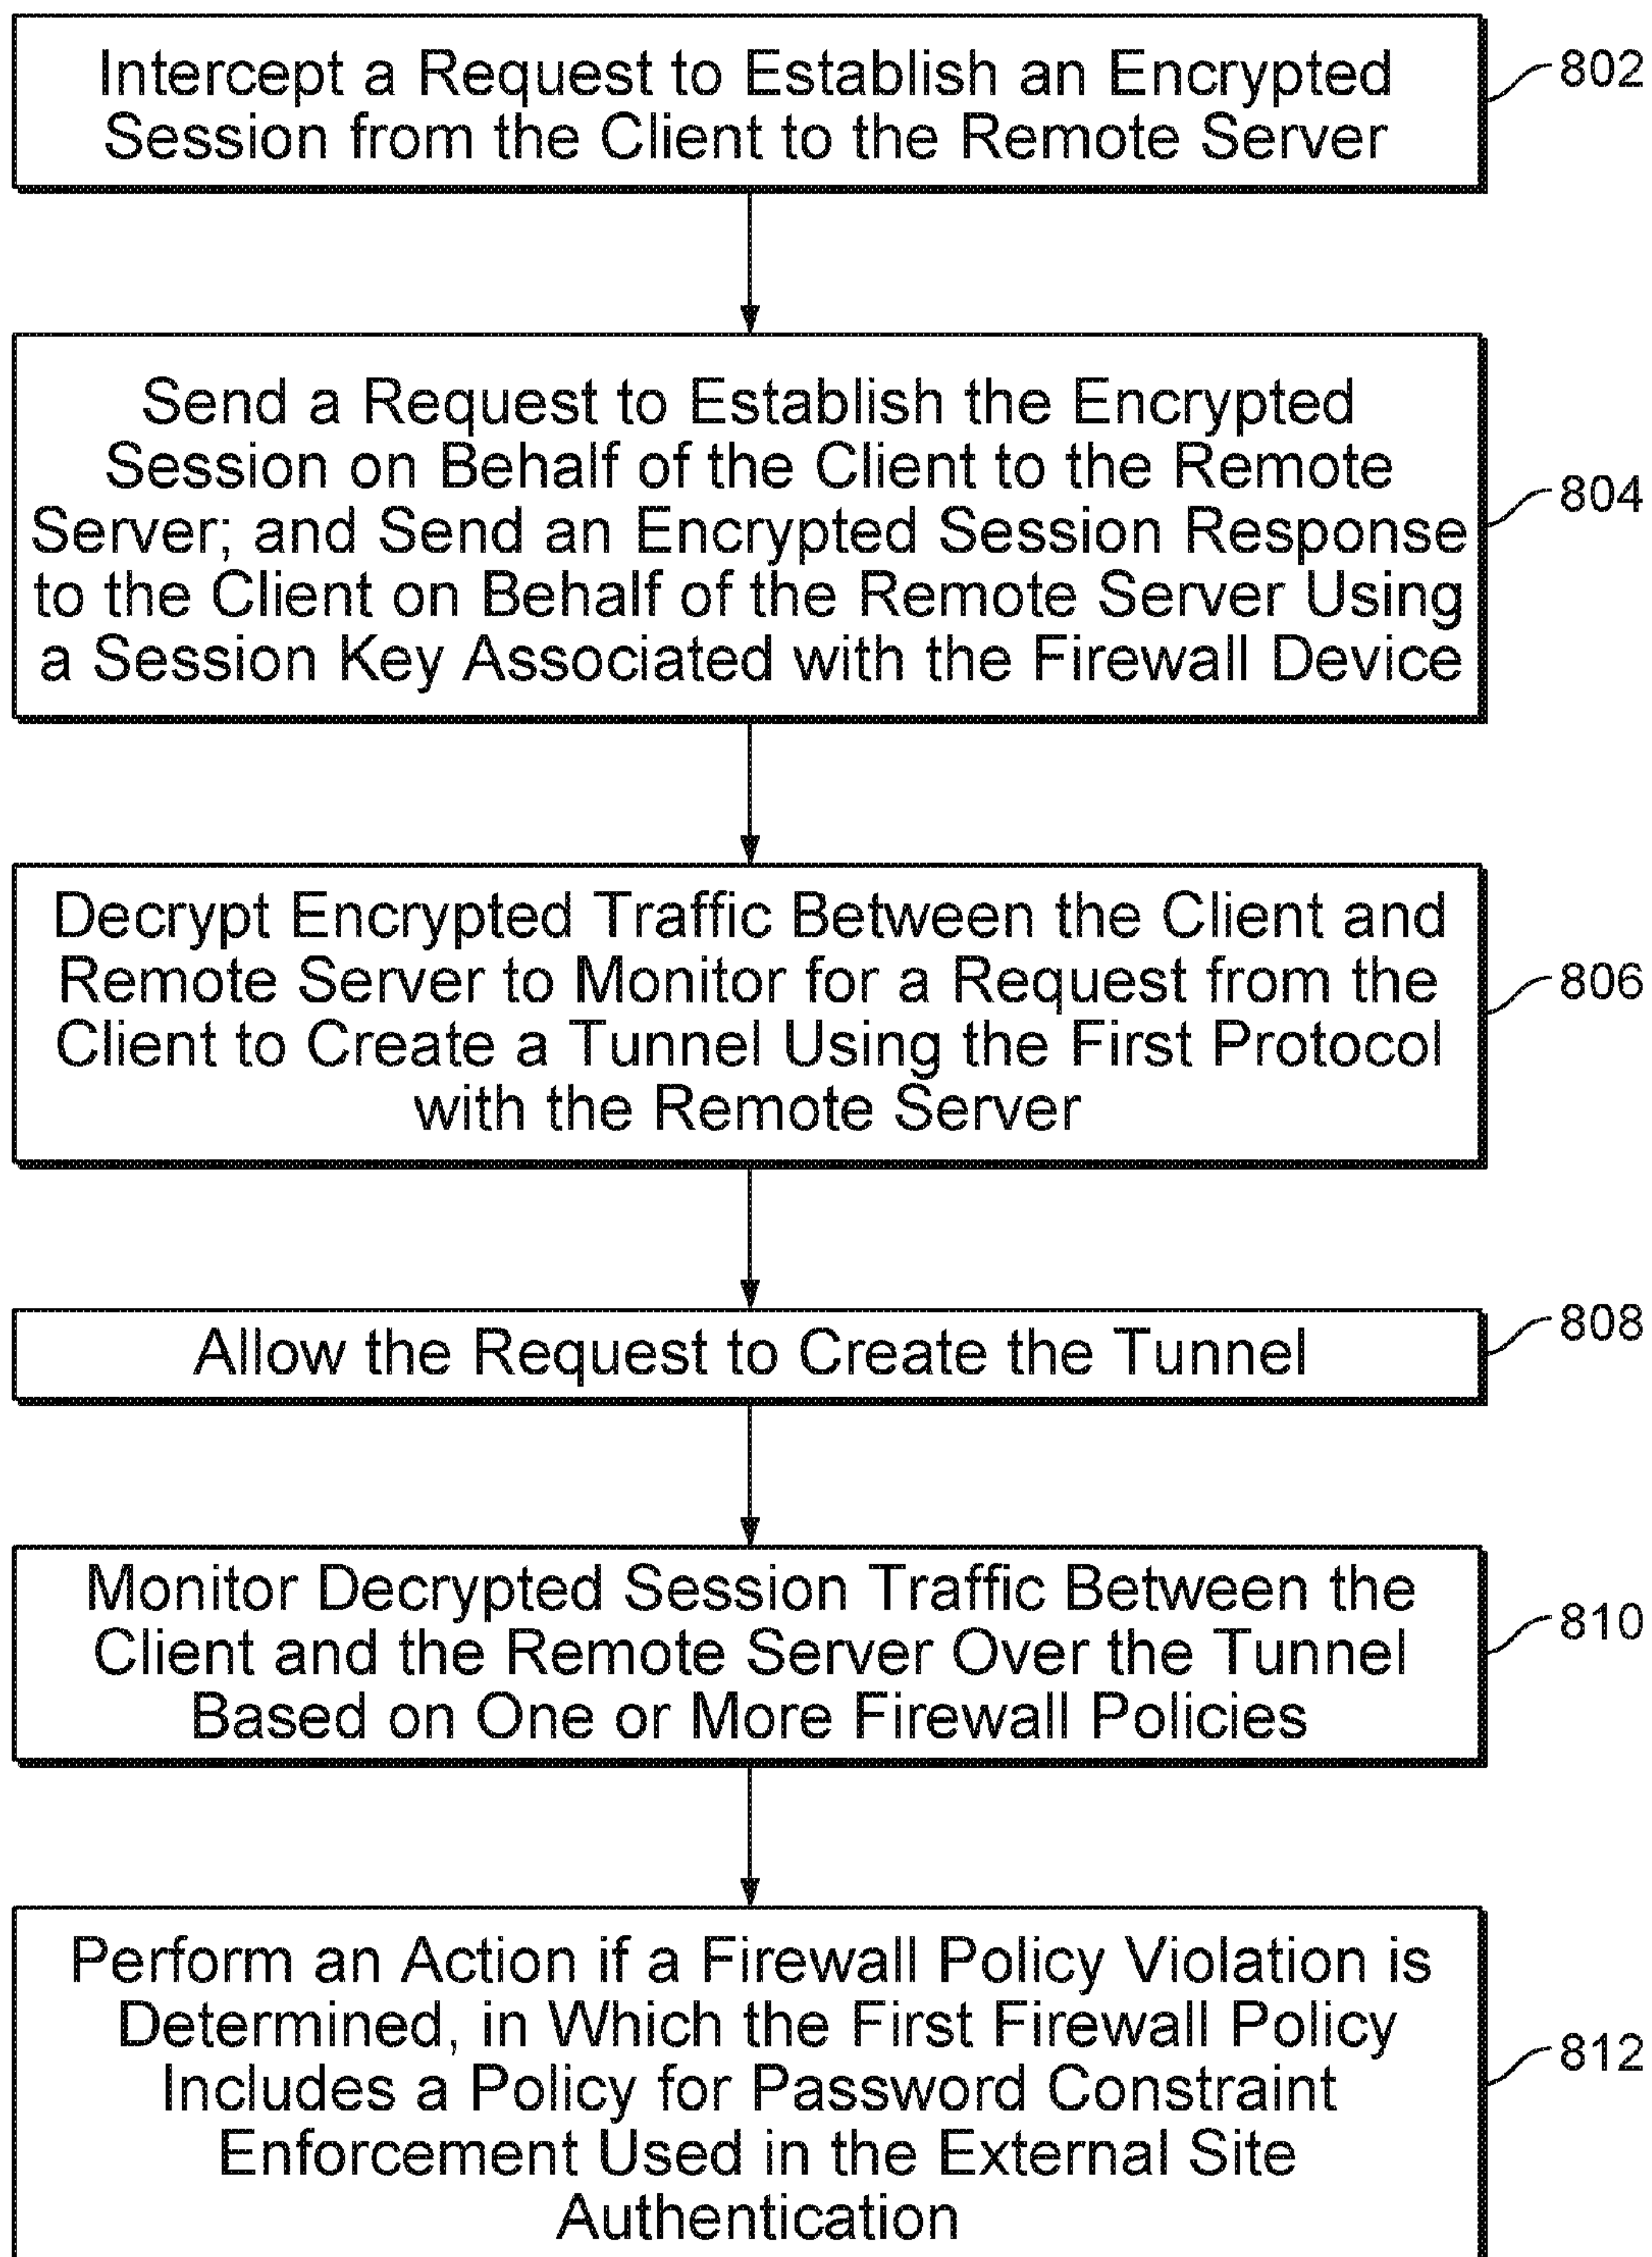 Intercept a Request to Establish an Encrypted
Session from the Client to the Remote Server
802
Send a Request to Establish the Encrypted
Session on Behalf of the Client to the Remote
Server; and Send an Encrypted Session Response
to the Client on Behalf of the Remote Server Using
a Session Key Associated with the Firewall Device
804
Decrypt Encrypted Traffic Between the Client and
Remote Server to Monitor for a Request from the
Client to Create a Tunnel Using the First Protocol
with the Remote Server
806
Allow the Request to Create the Tunnel
808
Monitor Decrypted Session Traffic Between the
Client and the Remote Server Over the Tunnel
Based on One or More Firewall Policies
810
Perform an Action if a Firewall Policy Violation is
Determined, in Which the First Firewall Policy
Includes a Policy for Password Constraint
Enforcement Used in the External Site
Authentication
812